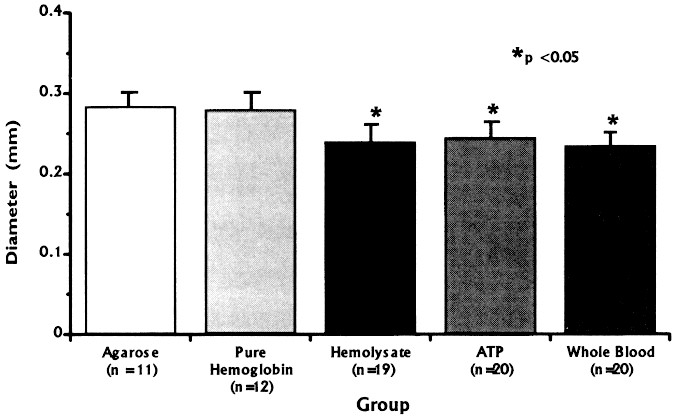 0.4
*p <0.05
0.3
* * *
0.2
0.1
0
Diameter (mm)
Agarose
(n =11)
Pure
Hemoglobin
(n=12)
Hemolysate
(n=19)
ATP
(n=20)
Whole Blood
(n=20)
Group